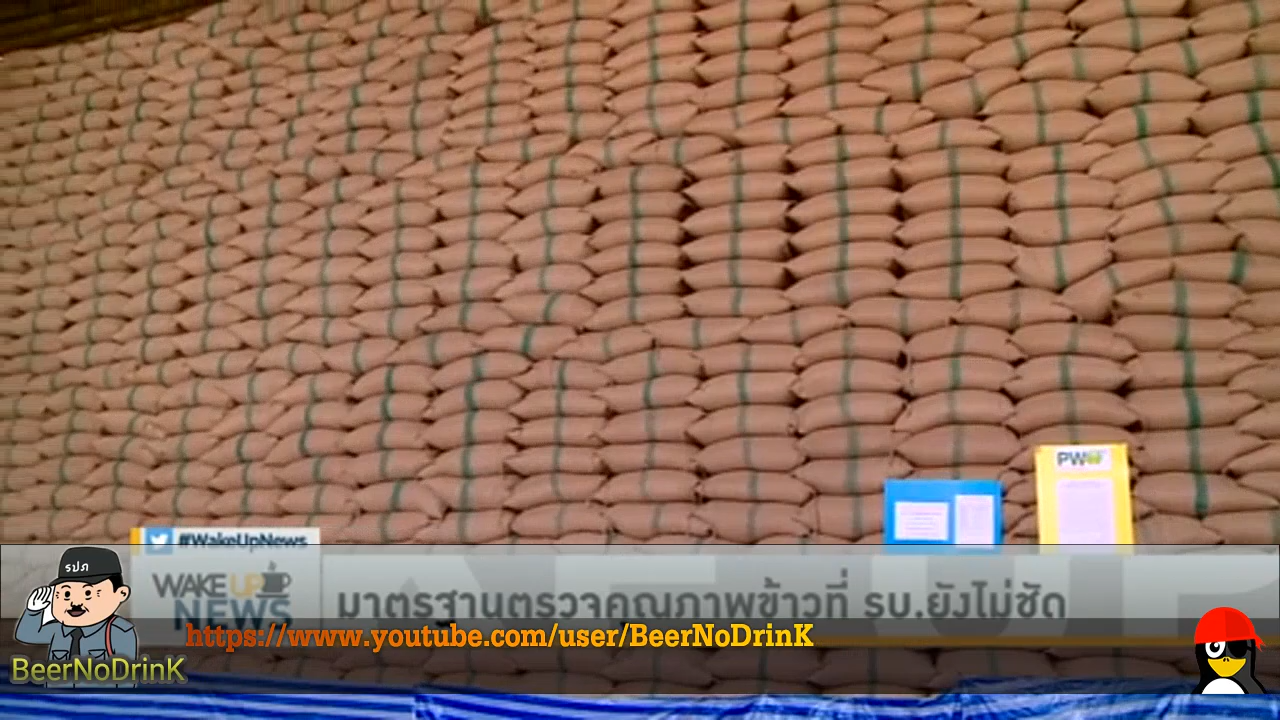 PWO
#WakeUpNews
WAKE UP
NEWS
มาตรฐานตรวจคุณภาพข้าวที่ รบ.ยังไม่ชัด
รปภ
https://www.youtube.com/user/BeerNoDrinK
BeerNoDrinK